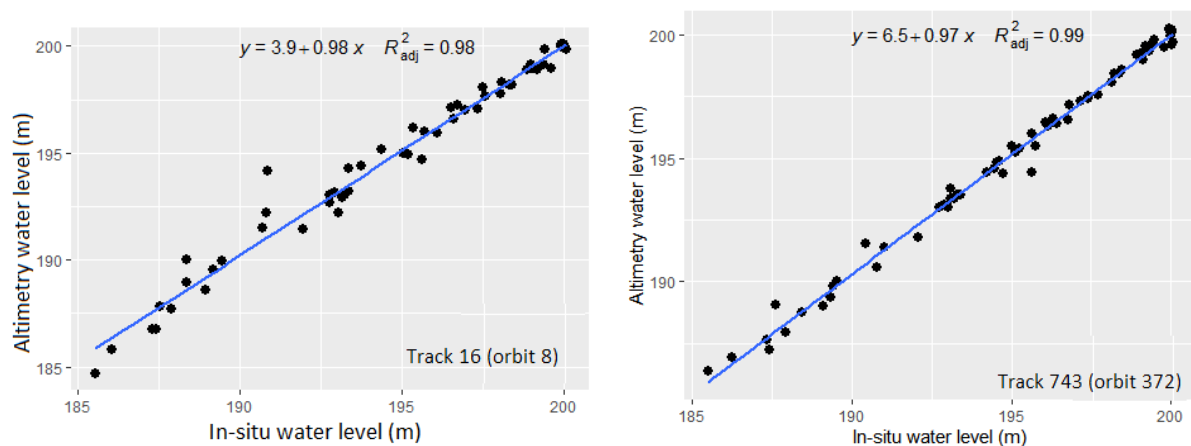 y = 3.9 + 0.98 x R²adj = 0.98
200
195
190
185
Altimetry water level (m)
Track 16 (orbit 8)
185
190
195
200
In-situ water level (m)
y = 6.5 + 0.97 x R²adj = 0.99
200
195
190
Altimetry water level (m)
Track 743 (orbit 372)
185
190
195
200
In-situ water level (m)